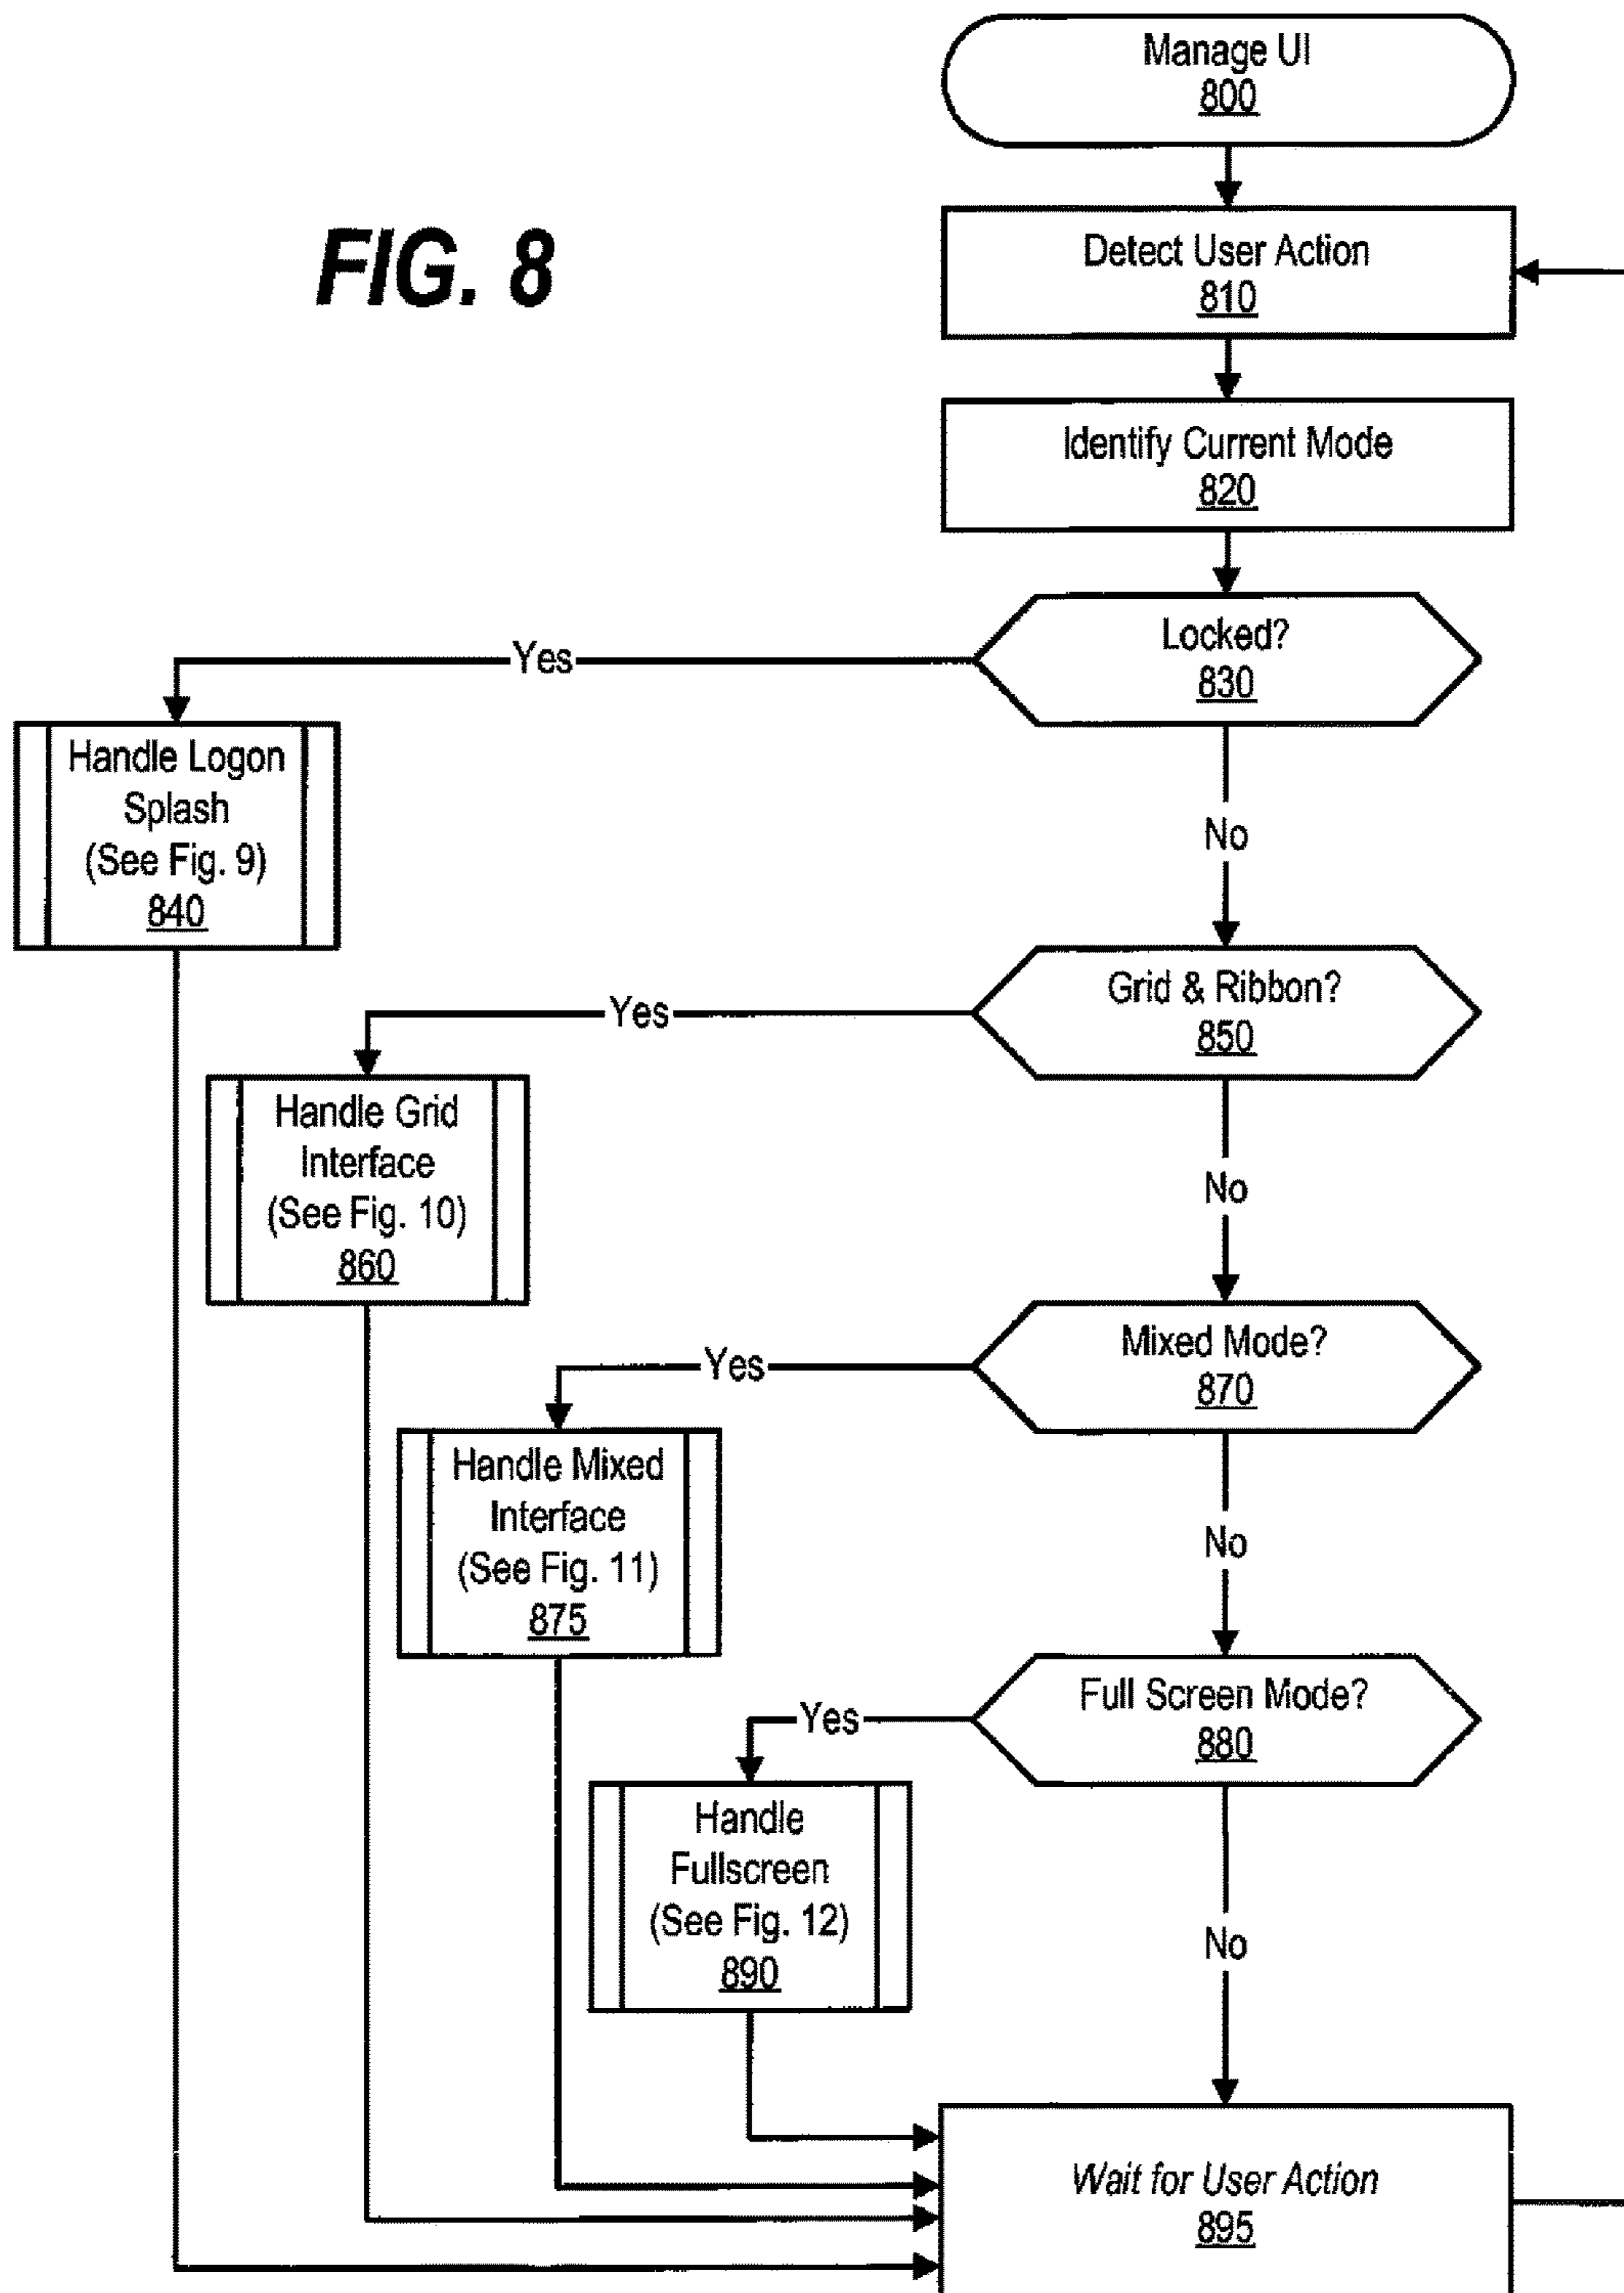 FIG. 8
Manage UI
800
Detect User Action
810
Identify Current Mode
820
Locked?
830
Yes
No
Handle Logon
Splash
(See Fig. 9)
840
Grid & Ribbon?
850
Yes
No
Handle Grid
Interface
(See Fig. 10)
860
Mixed Mode?
870
Yes
No
Handle Mixed
Interface
(See Fig. 11)
875
Full Screen Mode?
880
Yes
No
Handle
Fullscreen
(See Fig. 12)
890
Wait for User Action
895